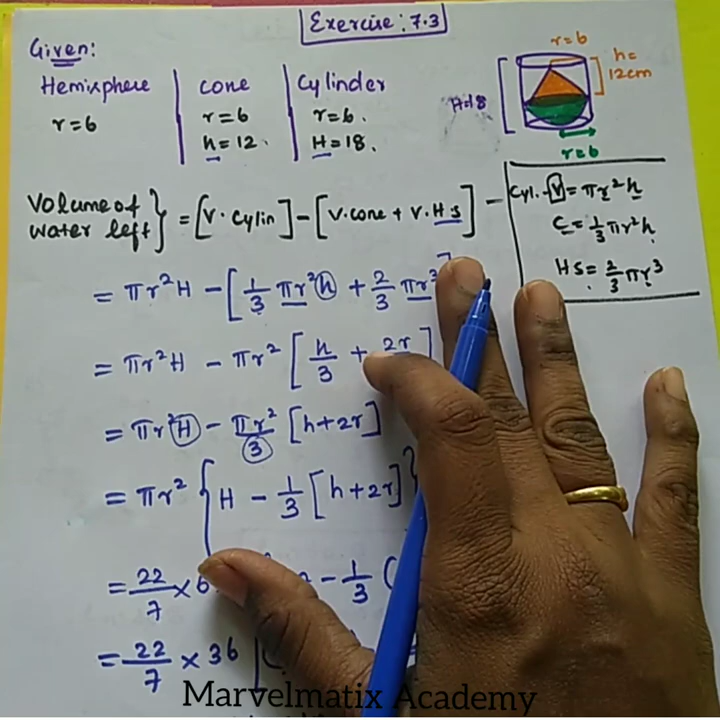 Exercise: 7.3
Given:
Hemisphere | cone | Cylinder
r=6 | r=6 | r=6.
h=12. | H=18.
r=6
h=
12cm
H=18
r=6
Volume of
water left } = [V. Cylin] - [V. cone + V. H s] -
Cyl. - V = πr²h
C = 1/3 πr²h
HS = 2/3 πr³
= πr²H - [1/3 πr²h + 2/3 πr³]
= πr²H - πr² [h/3 + 2r
= πr²H - πr²/3 [h+2r]
= πr² {H - 1/3 [h+2r]}
= 22/7 × 6 - 1/3 (
= 22/7 × 36
Marvelmatix Academy